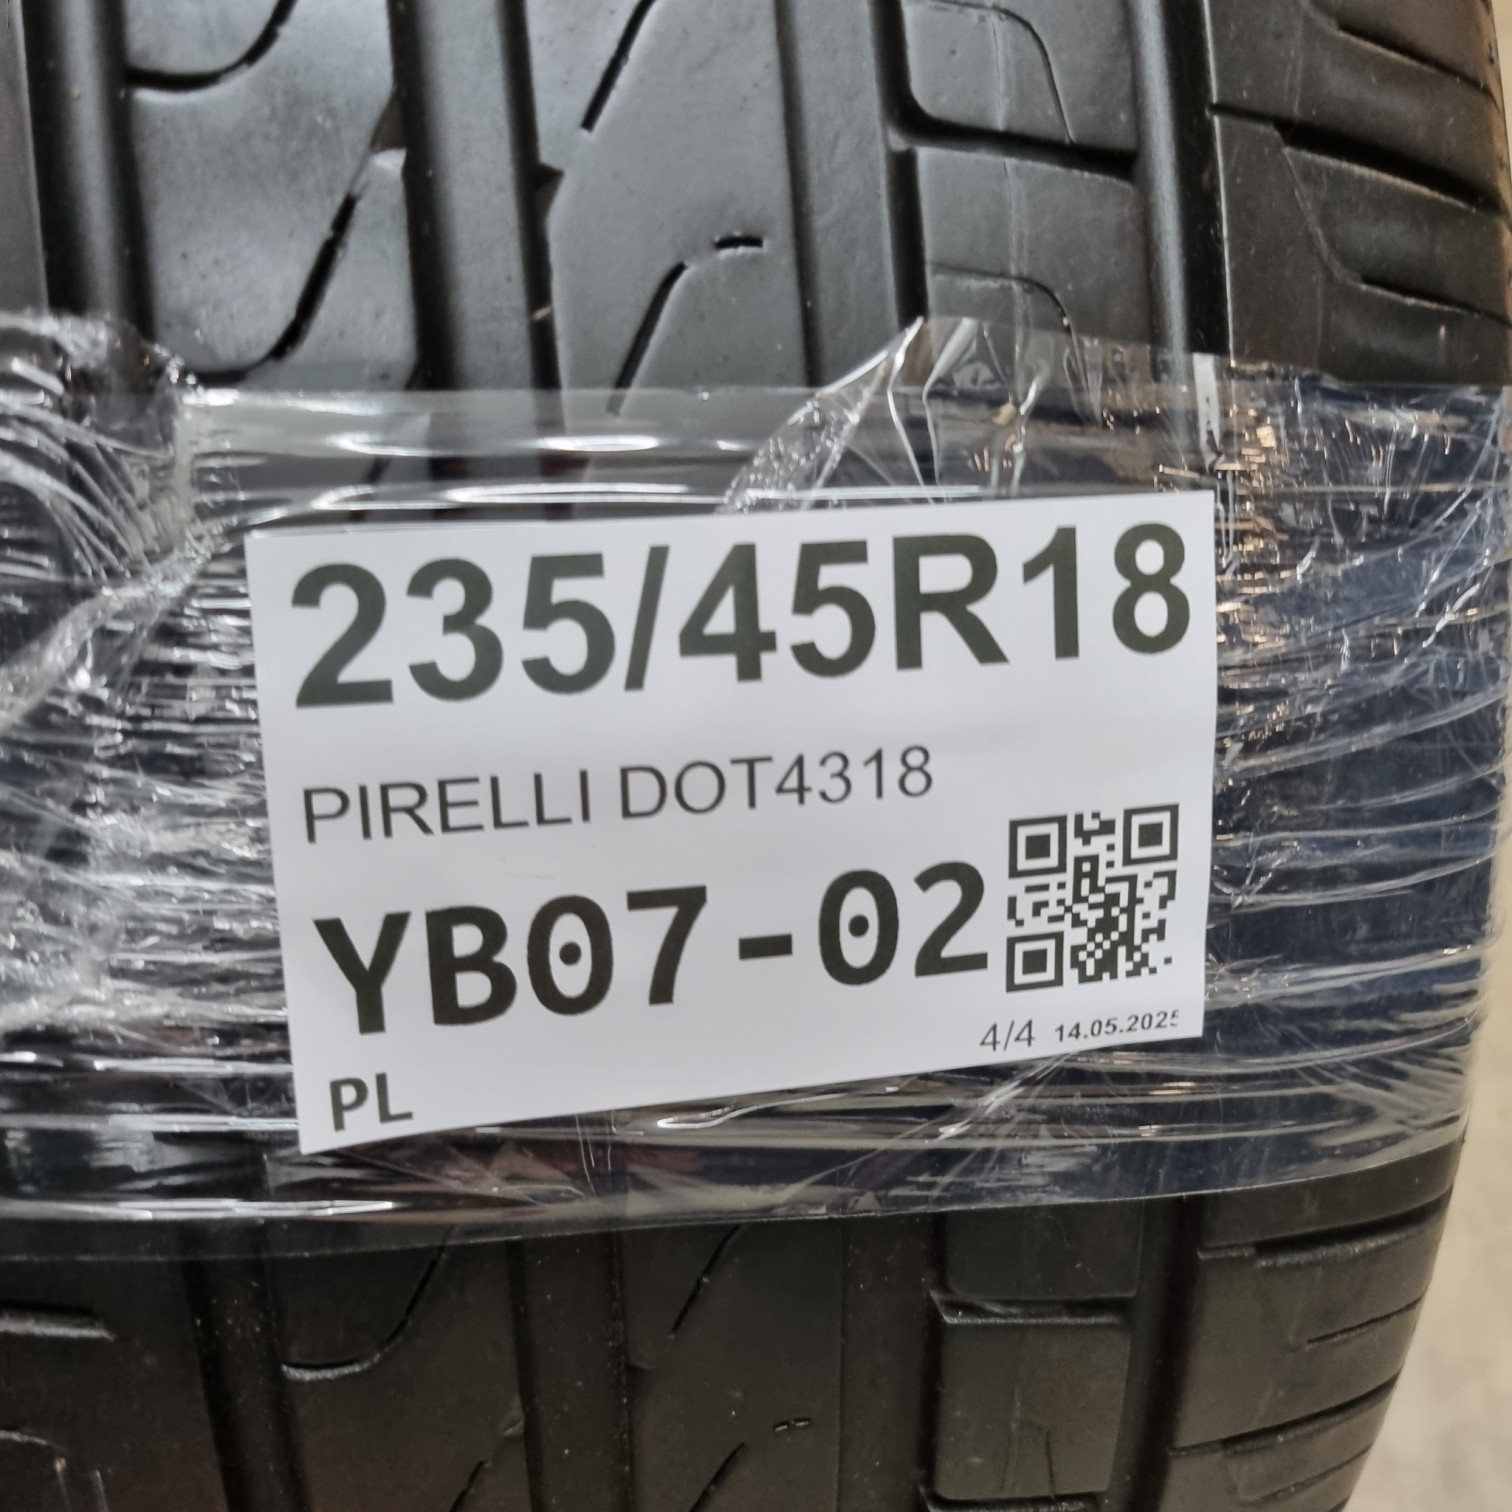 235/45R18
PIRELLI DOT4318
YB07-02
4/4 14.05.2025
PL